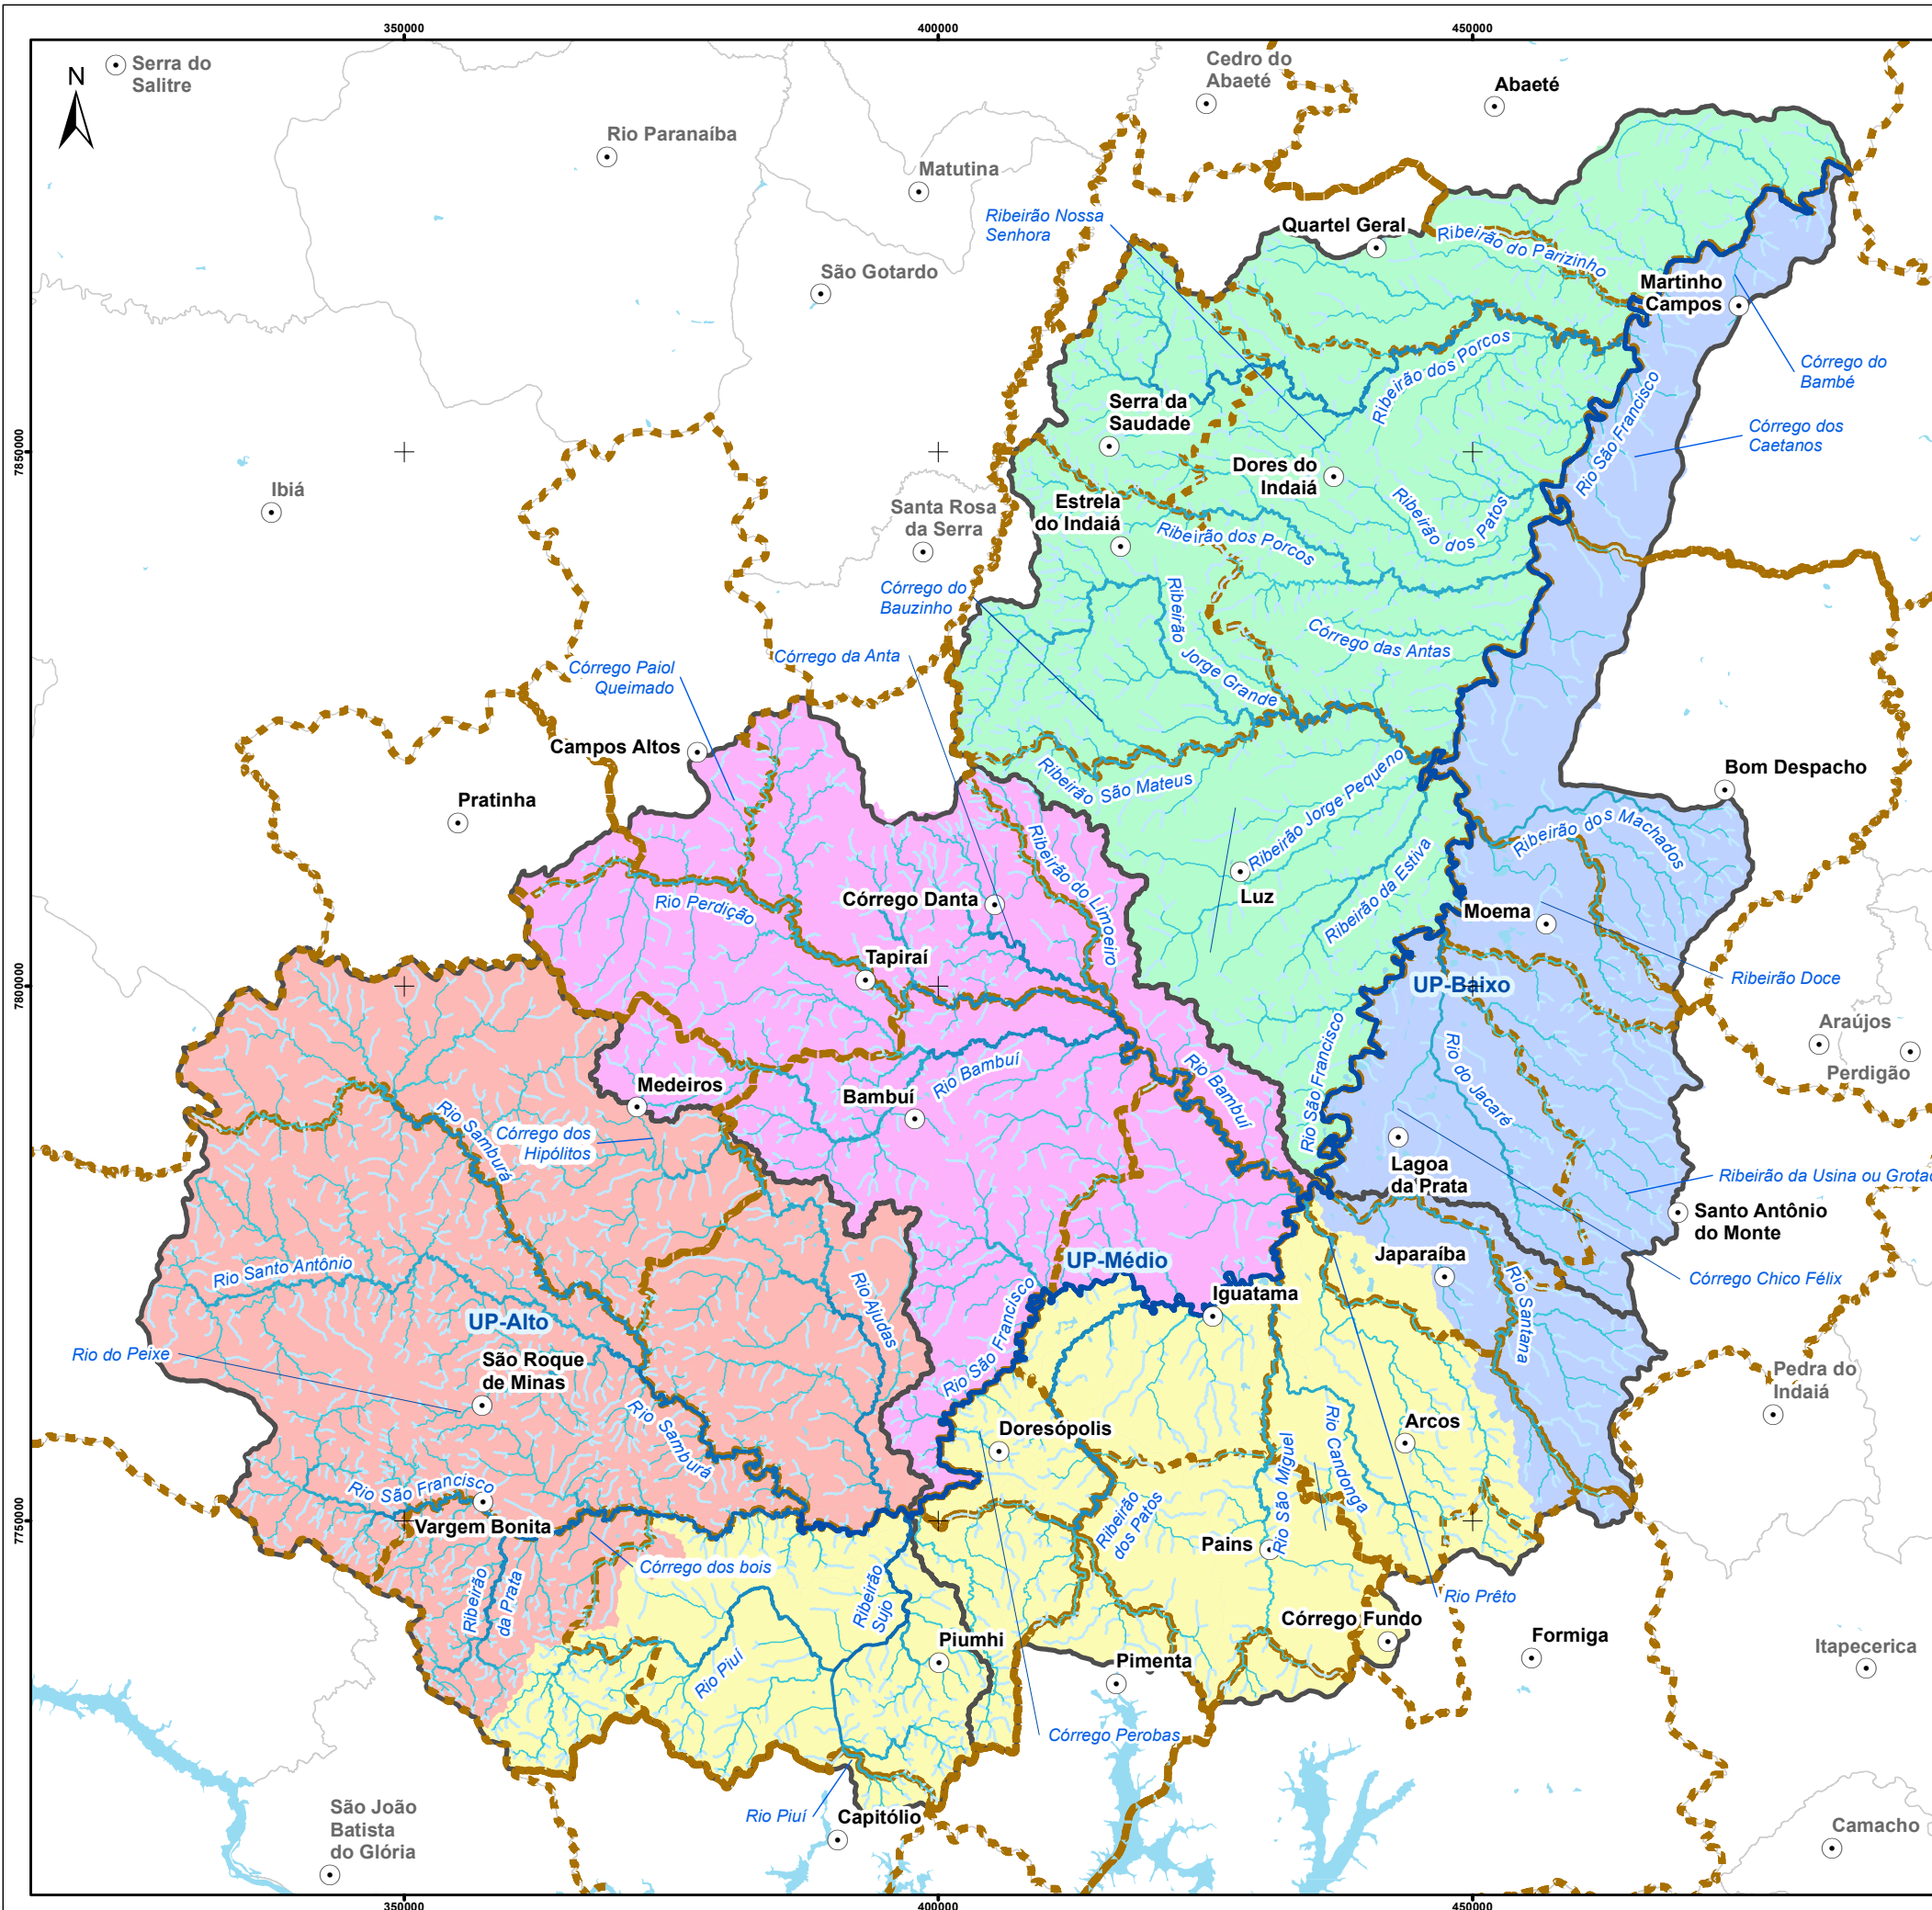 350000
400000
450000
Serra do
Salitre
N
Cedro do
Abaeté
Abaeté
Rio Paranaíba
Matutina
Ribeirão Nossa
Senhora
Quartel Geral
Ribeirão do Parizinho
São Gotardo
Martinho
Campos
Córrego do
Bambé
Ribeirão dos Porcos
Rio São Francisco
Serra da
Saudade
Córrego dos
Caetanos
7850000
Dores do
Indaiá
Ibiá
Santa Rosa
da Serra
Estrela
do Indaiá
Ribeirão dos Patos
Ribeirão dos Porcos
Córrego do
Bauzinho
Ribeirão Jorge Grande
Córrego das Antas
Córrego da Anta
Córrego Paiol
Queimado
Campos Altos
Ribeirão São Mateus
Ribeirão Jorge Pequeno
Bom Despacho
Pratinha
Ribeirão dos Machados
Ribeirão do Limoeiro
Luz
Ribeirão da Estiva
Córrego Danta
Rio Perdição
Moema
Tapiraí
7800000
UP-Baixo
Ribeirão Doce
Araújos
Perdigão
Rio São Francisco
Rio do Jacaré
Rio Bambuí
Rio Bambuí
Medeiros
Bambuí
Rio Samburá
Córrego dos
Hipólitos
Lagoa
da Prata
Ribeirão da Usina ou Grotad
Santo Antônio
do Monte
UP-Médio
Japaraíba
Rio Santo Antônio
Rio Ajudas
Córrego Chico Félix
Rio Santana
Iguatama
UP-Alto
Rio São Francisco
Rio do Peixe
São Roque
de Minas
Pedra do
Indaiá
Rio Samburá
Doresópolis
Rio Candonga
Arcos
Rio São Miguel
Rio São Francisco
7750000
Vargem Bonita
Ribeirão
dos Patos
Pains
Córrego dos bois
Ribeirão
da Prata
Ribeirão
Sujo
Rio Prêto
Córrego Fundo
Formiga
Piumhi
Itapecerica
Rio Piuí
Pimenta
Córrego Perobas
São João
Batista
do Glória
Rio Piuí
Capitólio
Camacho
350000
400000
450000